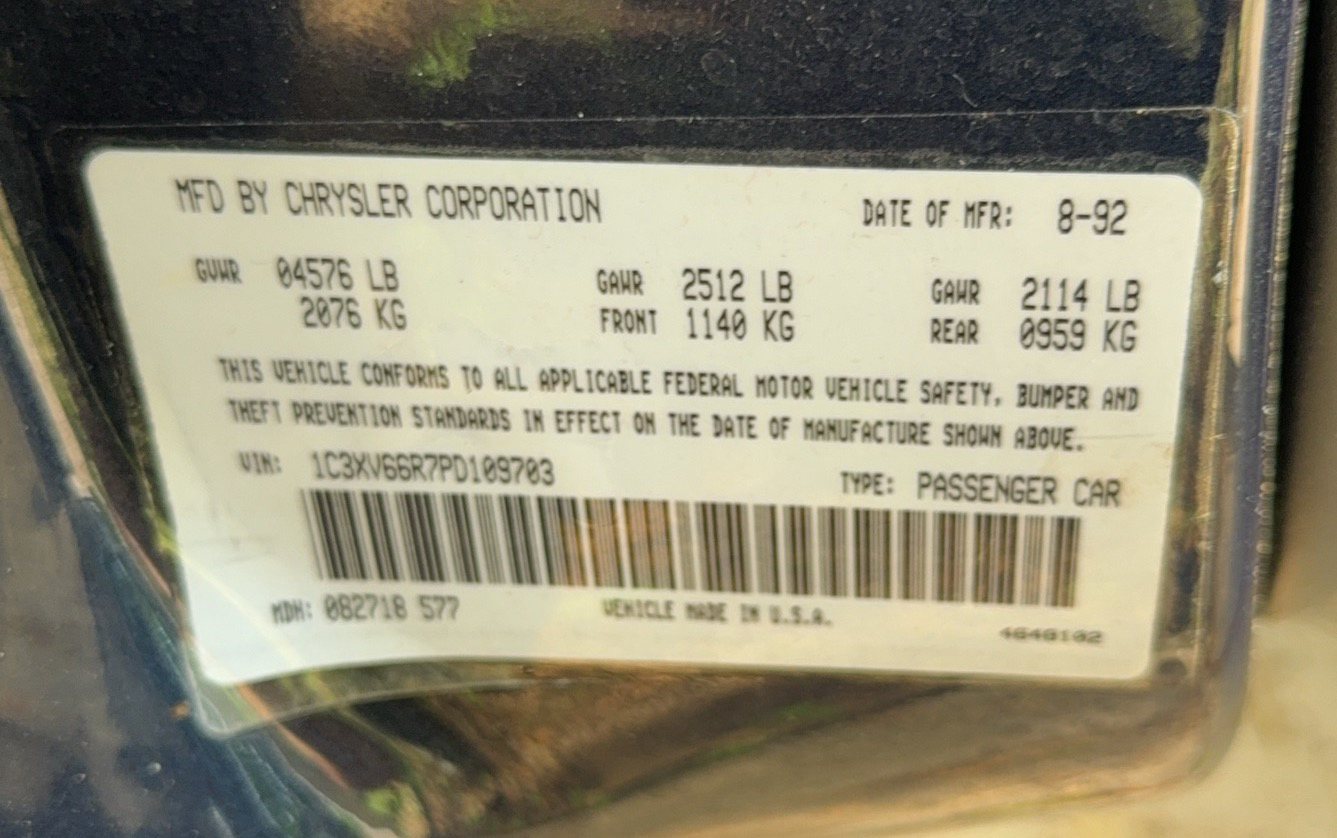 MFD BY CHRYSLER CORPORATION DATE OF MFR: 8-92
GVWR 04576 LB GAWR 2512 LB GAWR 2114 LB
2076 KG FRONT 1140 KG REAR 0959 KG
THIS VEHICLE CONFORMS TO ALL APPLICABLE FEDERAL MOTOR VEHICLE SAFETY, BUMPER AND
THEFT PREVENTION STANDARDS IN EFFECT ON THE DATE OF MANUFACTURE SHOWN ABOVE.
VIN: 1C3XV66R7PD109703 TYPE: PASSENGER CAR
MDH: 082718 577 VEHICLE MADE IN U.S.A.
4648102